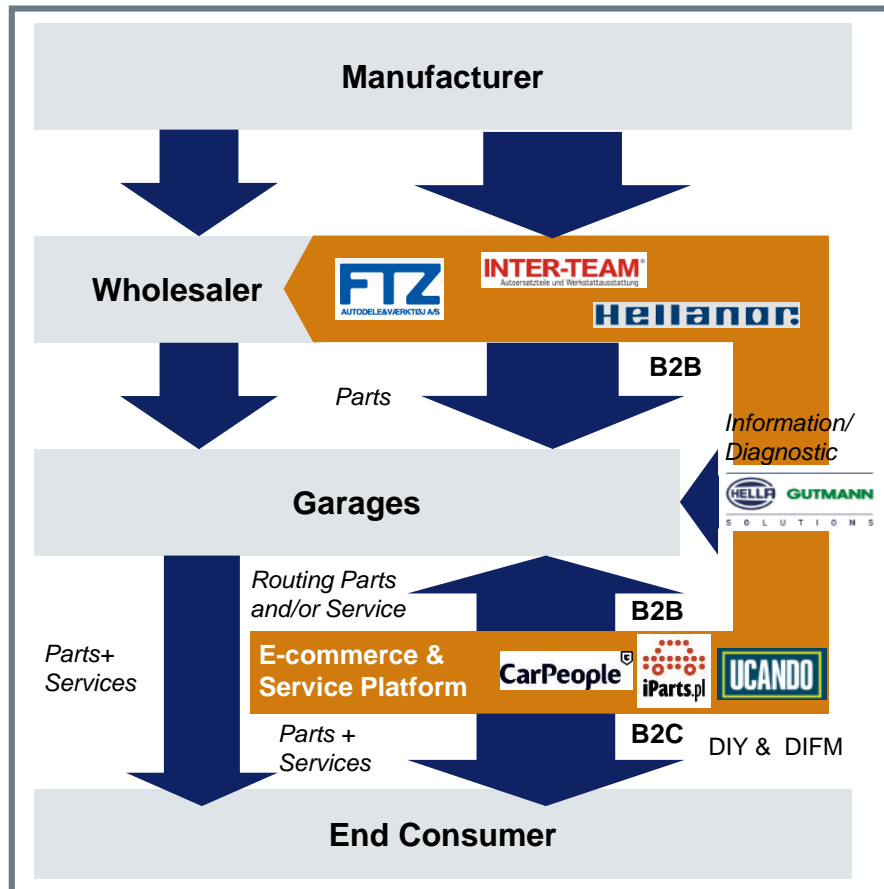 Manufacturer
Wholesaler
FTZ
AUTODELE&VÆRKTØJ A/S
INTER-TEAM®
Autoersatzteile und Werkstattausstattung
Hellanor.
B2B
Parts
Information/
Diagnostic
HELLA GUTMANN
SOLUTIONS
Garages
Routing Parts
and/or Service
B2B
Parts+
Services
E-commerce &
Service Platform
CarPeople
iParts.pl
UCANDO
Parts +
Services
B2C
DIY & DIFM
End Consumer